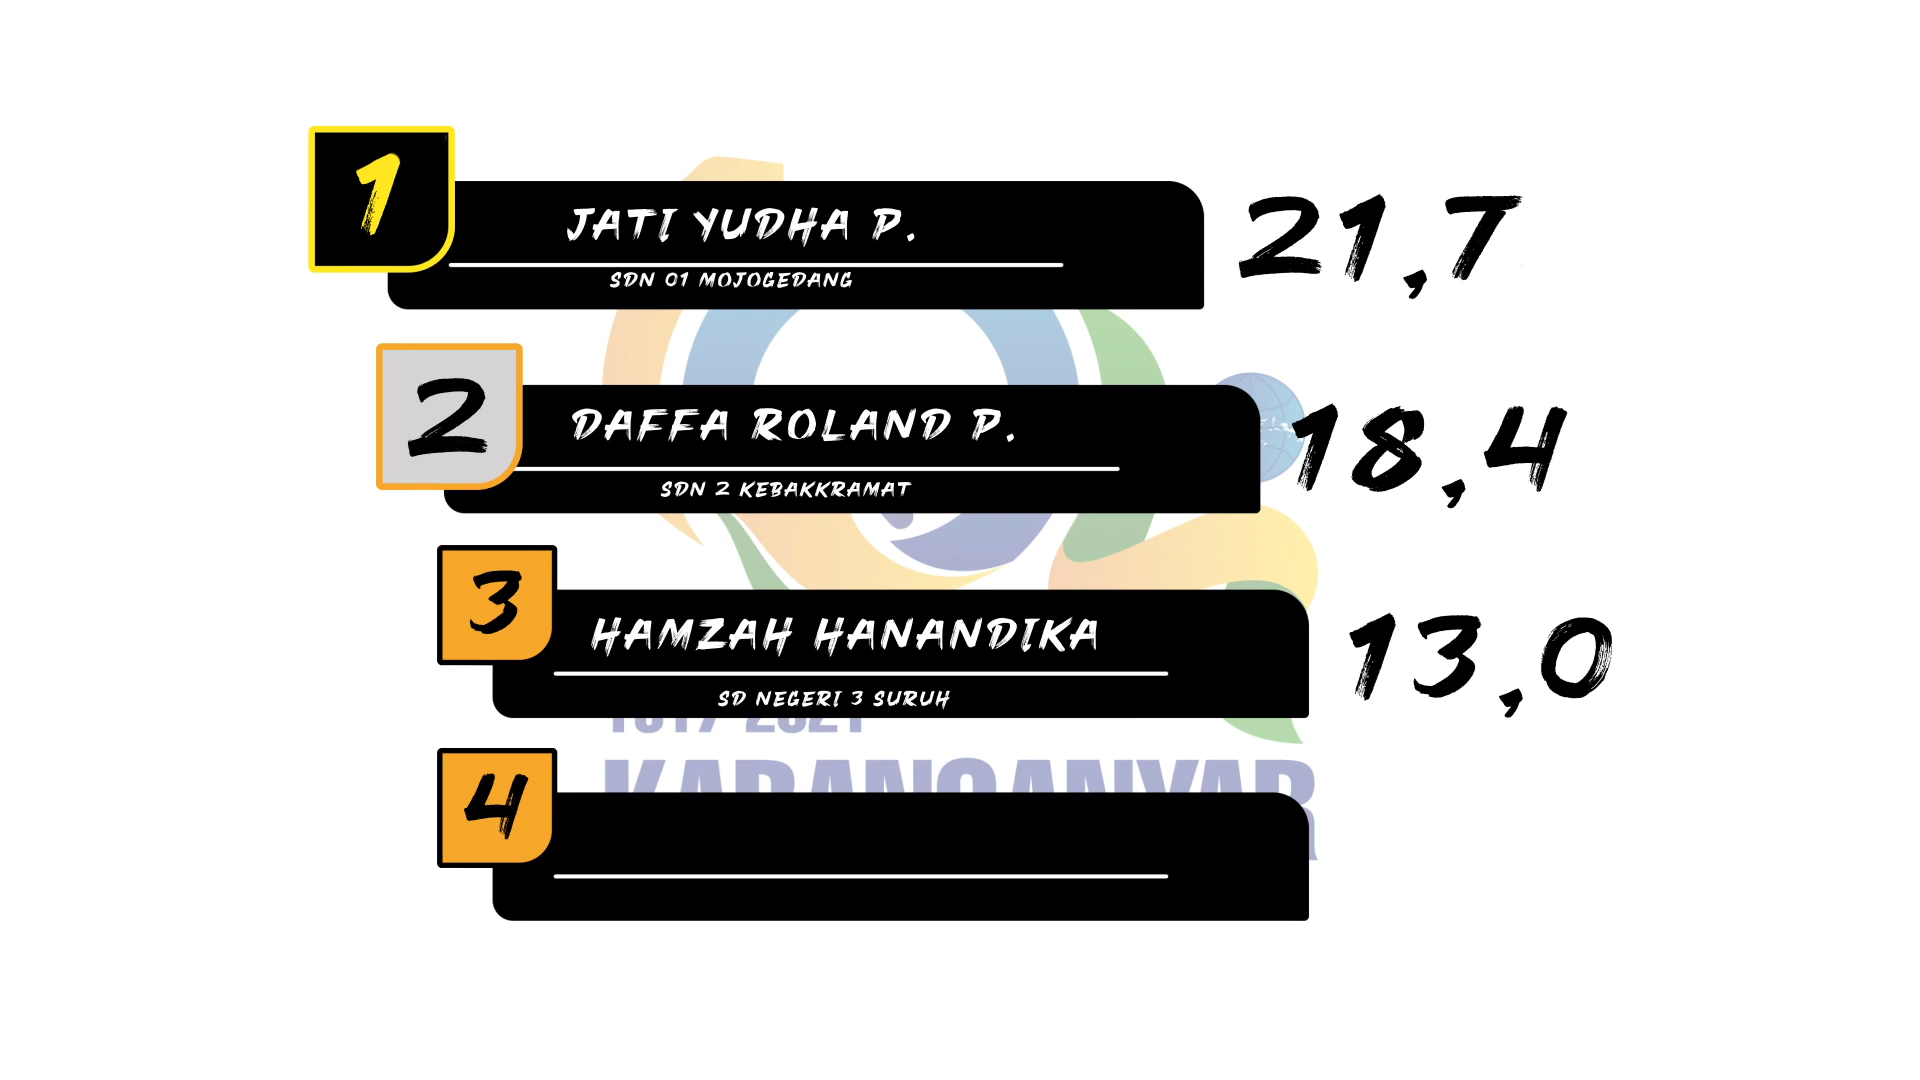 1
JATI YUDHA P.
21,7
SDN 01 MOJOGEDANG
2
DAFFA ROLAND P.
18,4
SDN 2 KEBAKKRAMAT
3
HAMZAH HANANDIKA
13,0
SD NEGERI 3 SURUH
KARANGANYAR
4